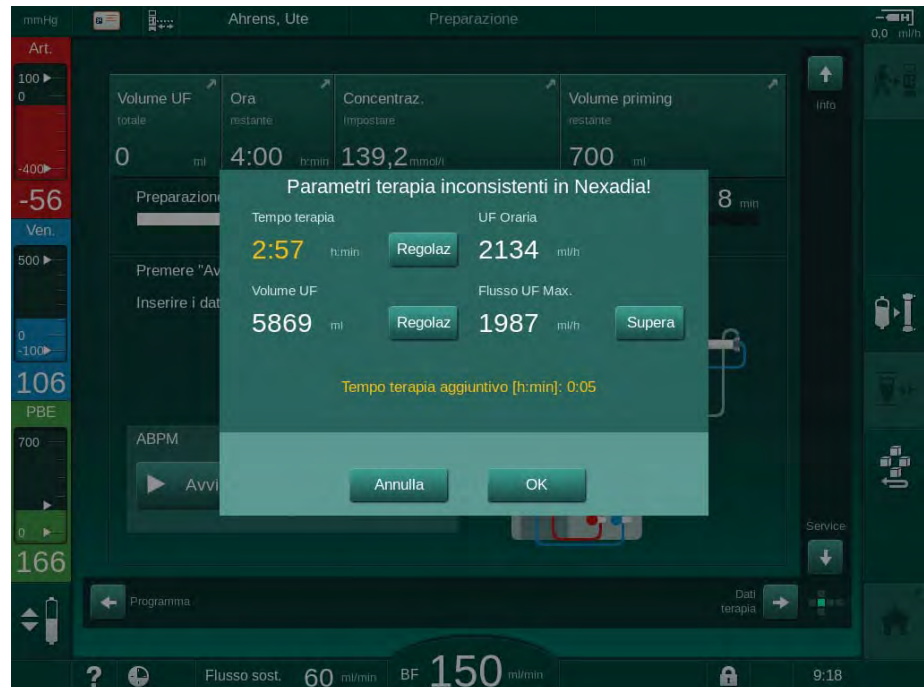 mmHg
Ahrens, Ute
Preparazione
0,0 ml/h
Art.
100
0
-400
-56
Ven.
500
0
-100
106
PBE
700
0
166
Volume UF
totale
0 ml
Ora
restante
4:00 h:min
Concentraz.
Impostare
139,2 mmol/l
Volume priming
restante
700 ml
info
Preparazione
8 min
Premere "Av
Inserire i dat
Parametri terapia inconsistenti in Nexadia!
Tempo terapia
2:57 h:min Regolaz
UF Oraria
2134 ml/h
Volume UF
5869 ml Regolaz
Flusso UF Max.
1987 ml/h Supera
Tempo terapia aggiuntivo [h:min]: 0:05
Annulla OK
ABPM
Avvi
Service
Programma
Dati
terapia
? Flusso sost. 60 ml/min BF 150 ml/min 9:18